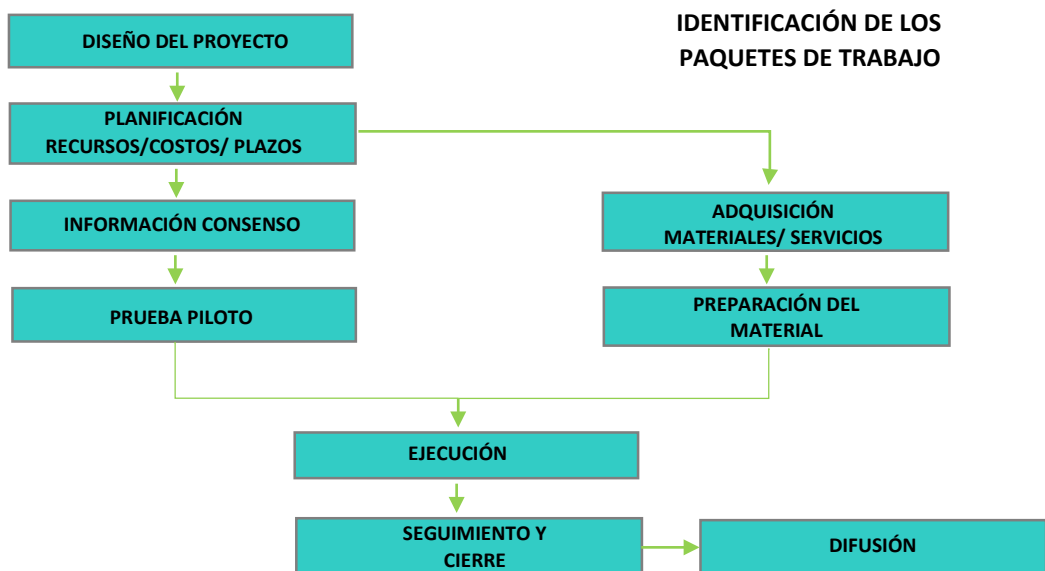 IDENTIFICACIÓN DE LOS
PAQUETES DE TRABAJO
DISEÑO DEL PROYECTO
PLANIFICACIÓN
RECURSOS/COSTOS/ PLAZOS
INFORMACIÓN CONSENSO
ADQUISICIÓN
MATERIALES/ SERVICIOS
PRUEBA PILOTO
PREPARACIÓN DEL
MATERIAL
EJECUCIÓN
SEGUIMIENTO Y
CIERRE
DIFUSIÓN